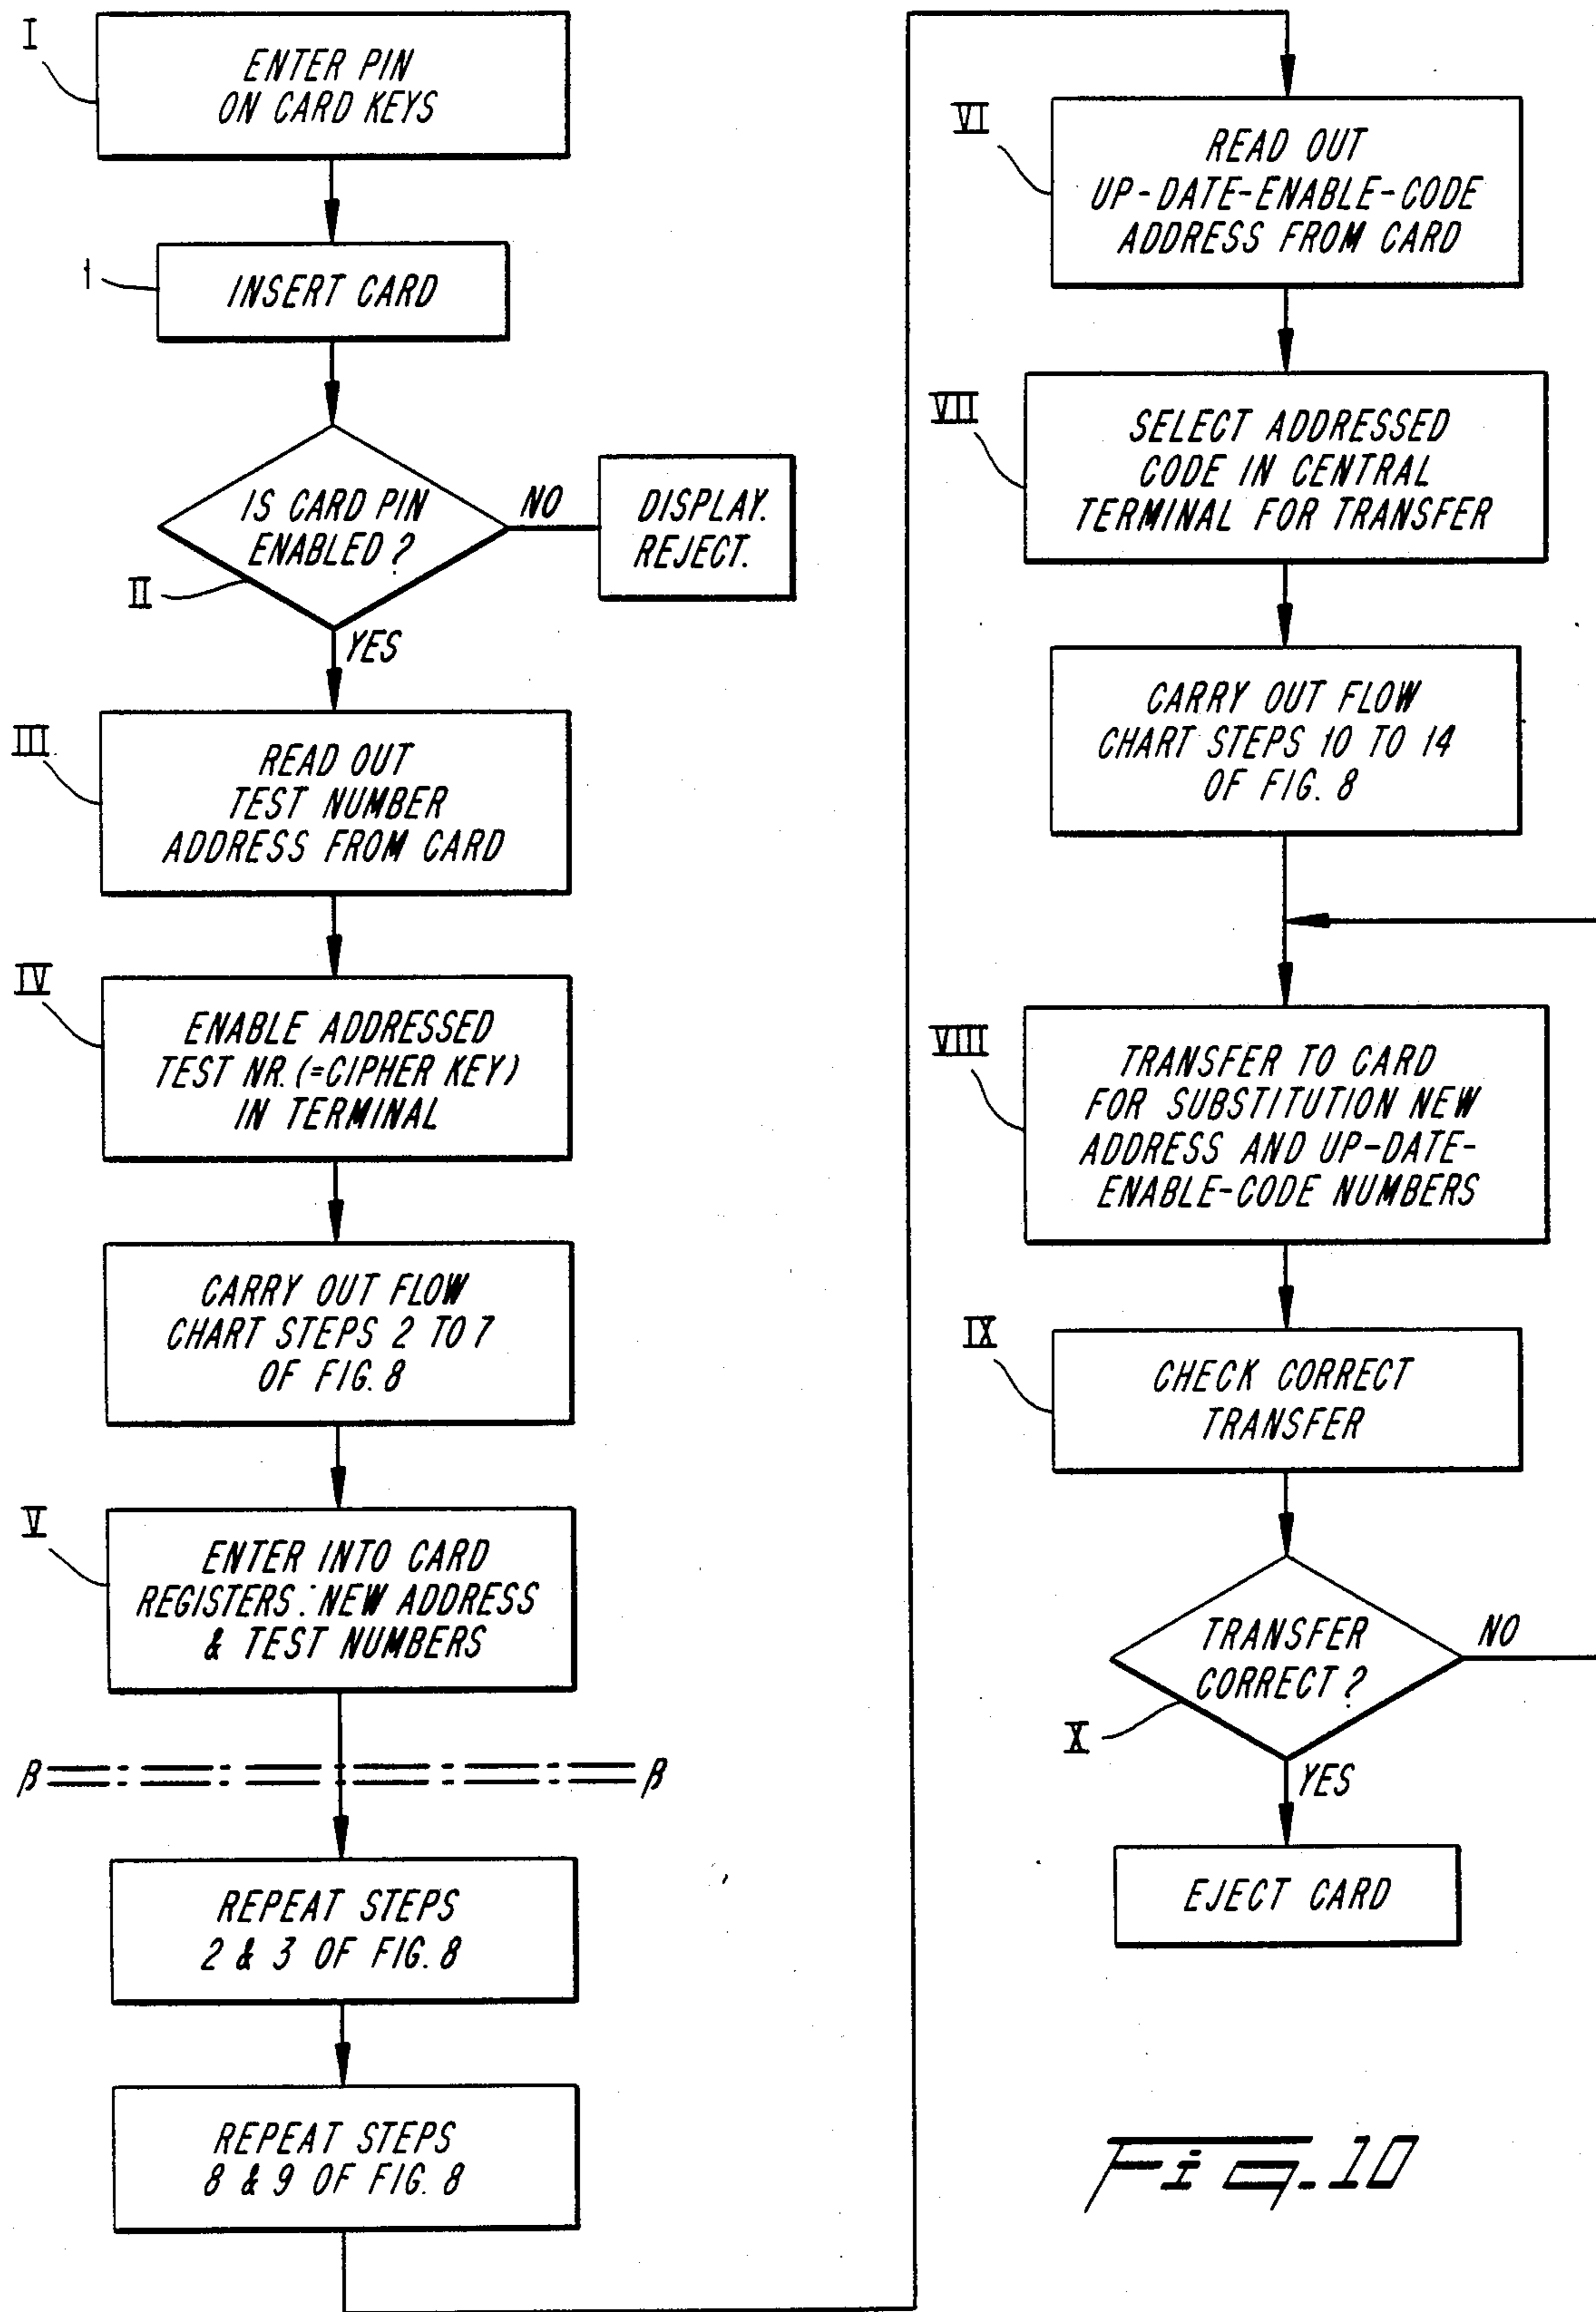 I
ENTER PIN
ON CARD KEYS
1
INSERT CARD
IS CARD PIN
ENABLED ?
II
NO
DISPLAY.
REJECT.
YES
III
READ OUT
TEST NUMBER
ADDRESS FROM CARD
IV
ENABLE ADDRESSED
TEST NR. (=CIPHER KEY)
IN TERMINAL
CARRY OUT FLOW
CHART STEPS 2 TO 7
OF FIG. 8
V
ENTER INTO CARD
REGISTERS: NEW ADDRESS
& TEST NUMBERS
β β
REPEAT STEPS
2 & 3 OF FIG. 8
REPEAT STEPS
8 & 9 OF FIG. 8
VI
READ OUT
UP-DATE-ENABLE-CODE
ADDRESS FROM CARD
VII
SELECT ADDRESSED
CODE IN CENTRAL
TERMINAL FOR TRANSFER
CARRY OUT FLOW
CHART STEPS 10 TO 14
OF FIG. 8
VIII
TRANSFER TO CARD
FOR SUBSTITUTION NEW
ADDRESS AND UP-DATE-
ENABLE-CODE NUMBERS
IX
CHECK CORRECT
TRANSFER
TRANSFER
CORRECT ?
X
NO
YES
EJECT CARD
Fig. 10